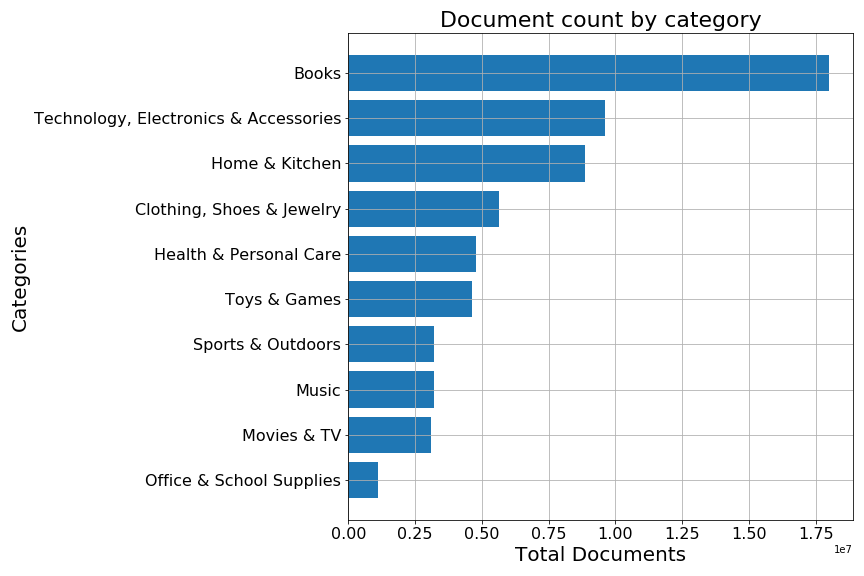 Document count by category
Categories
Books
Technology, Electronics & Accessories
Home & Kitchen
Clothing, Shoes & Jewelry
Health & Personal Care
Toys & Games
Sports & Outdoors
Music
Movies & TV
Office & School Supplies
0.00 0.25 0.50 0.75 1.00 1.25 1.50 1.75
1e7
Total Documents